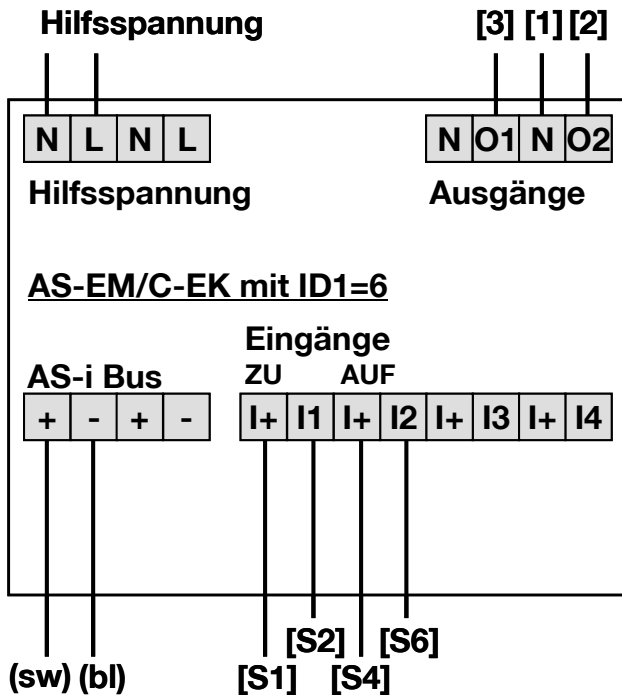 Hilfsspannung [3] [1] [2]
N L N L N O1 N O2
Hilfsspannung Ausgänge
AS-EM/C-EK mit ID1=6
Eingänge
AS-i Bus ZU AUF
+ - + - I+ I1 I+ I2 I+ I3 I+ I4
[S2] [S6]
(sw) (bl) [S1] [S4]